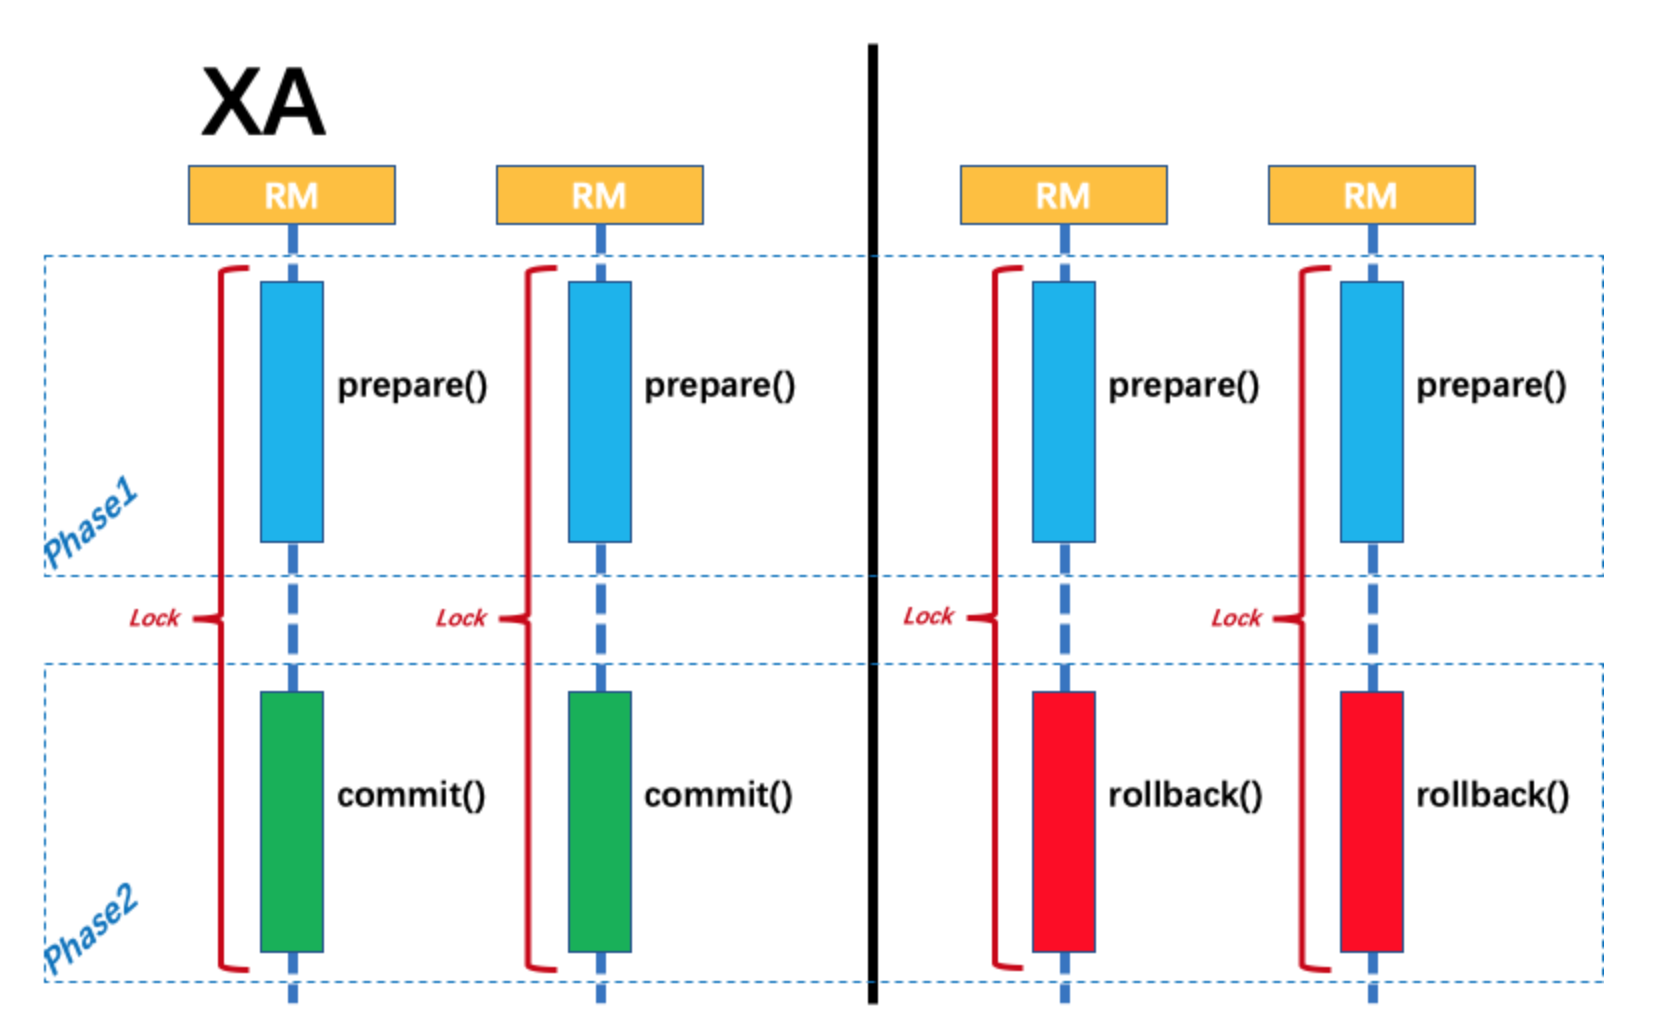 XA
RM
RM
RM
RM
prepare()
prepare()
prepare()
prepare()
Phase1
Lock
Lock
Lock
Lock
commit()
commit()
rollback()
rollback()
Phase2